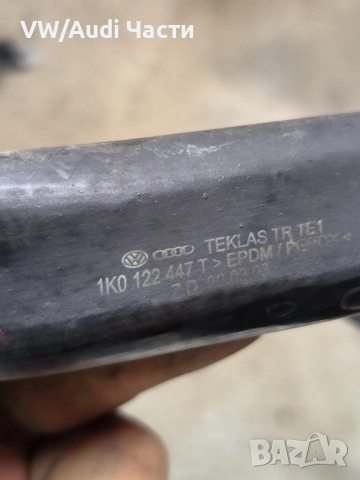 VW/Audi Части
TEKLAS TR TE1
1K0 122 447 T > EPDM / <
BAZAR